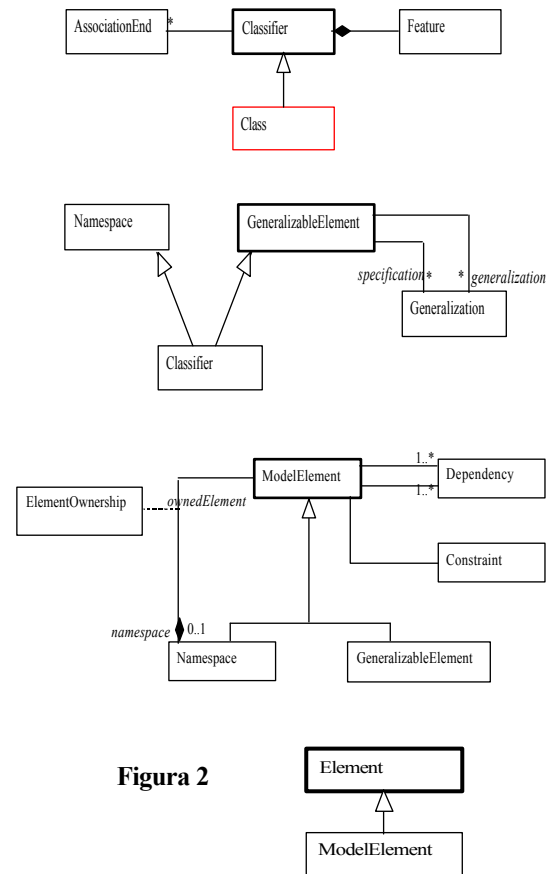 AssociationEnd
*
Classifier
Feature
Class
Namespace
GeneralizableElement
specification
*
*
generalization
Generalization
Classifier
ModelElement
1..*
Dependency
1..*
ElementOwnership
ownedElement
Constraint
namespace
0..1
Namespace
GeneralizableElement
Figura 2
Element
ModelElement